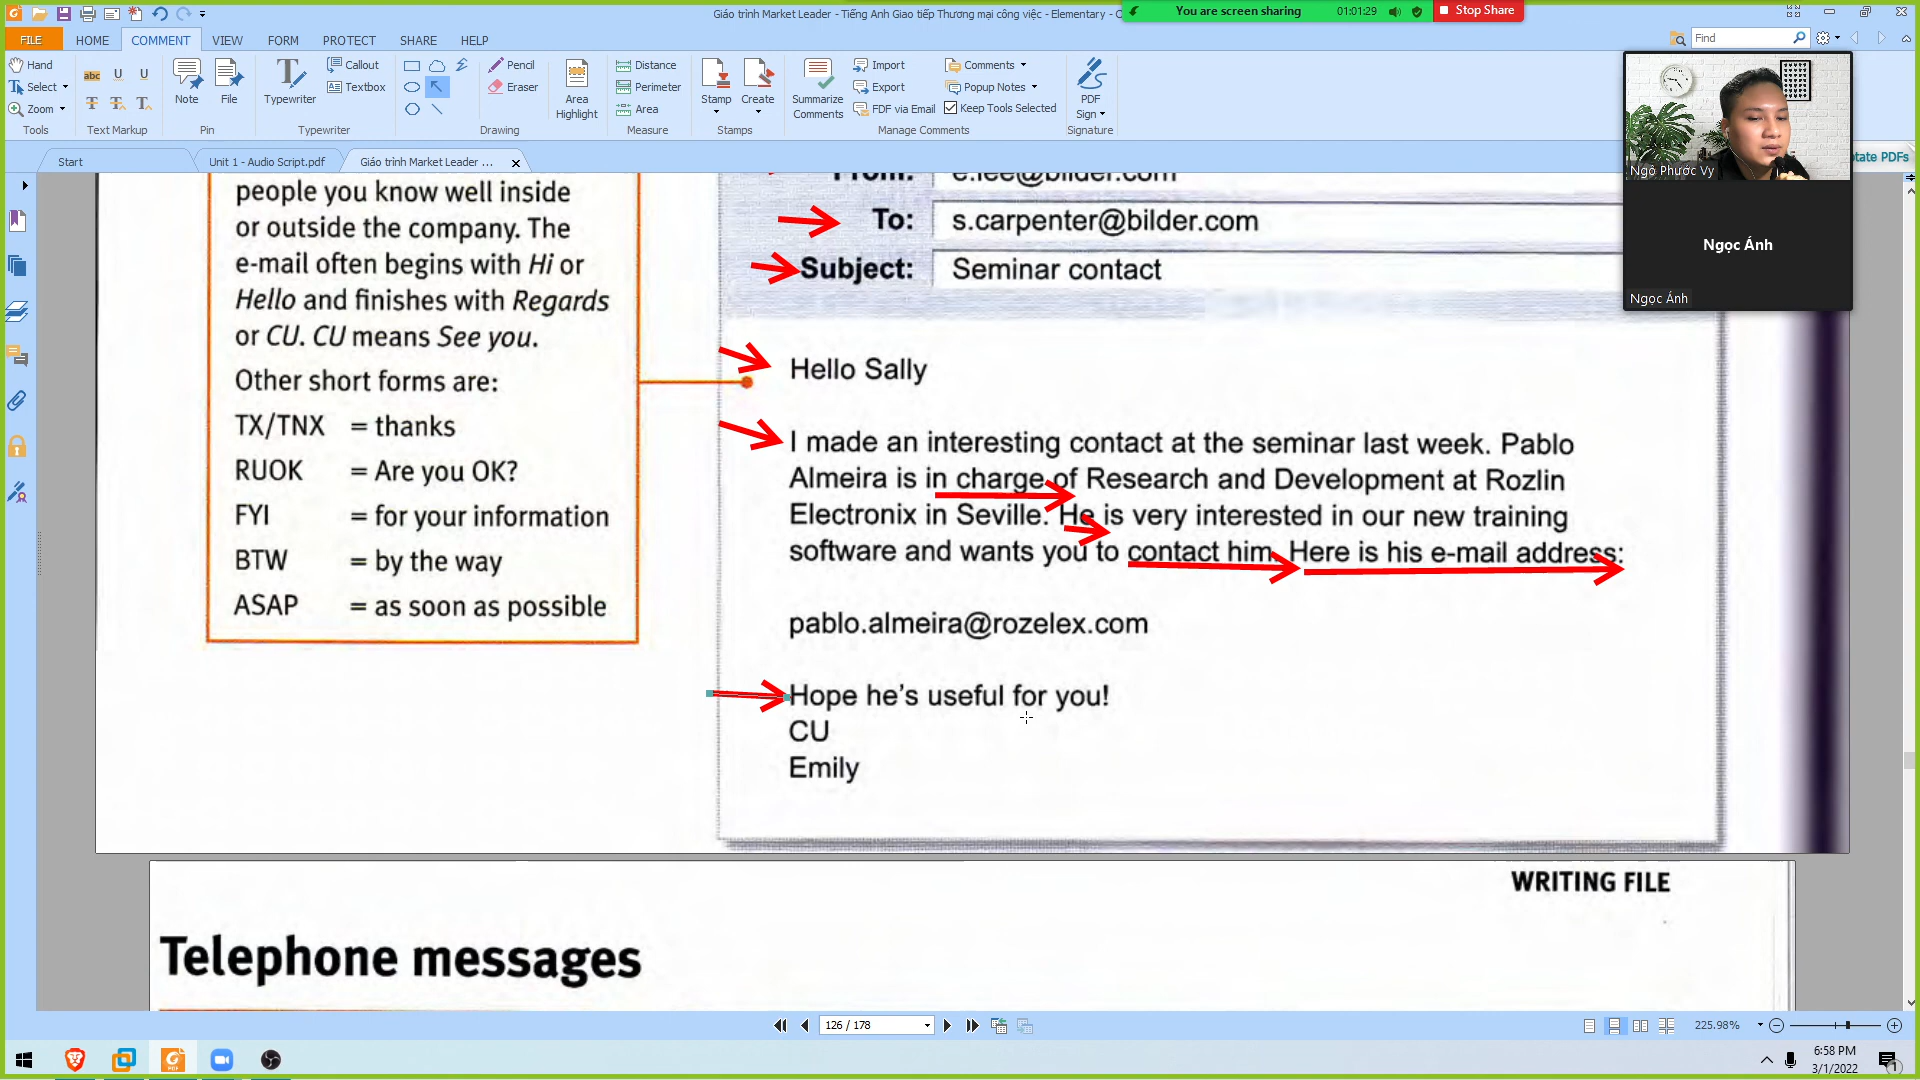 Giáo trình Market Leader - Tiếng Anh Giao tiếp Thương mại công việc - Elementary -
You are screen sharing
01:01:29
Stop Share
FILE HOME COMMENT VIEW FORM PROTECT SHARE HELP
Find
Hand
Select
Zoom
Tools
abc U U
T T T
Text Markup
Note
File
Pin
Typewriter
Callout
Textbox
Typewriter
Pencil
Eraser
Drawing
Area Highlight
Distance
Perimeter
Area
Measure
Stamp
Create
Stamps
Summarize Comments
Import
Export
FDF via Email
Comments
Popup Notes
Keep Tools Selected
Manage Comments
PDF Sign
Signature
Start
Unit 1 - Audio Script.pdf
Giáo trình Market Leader ...
Ngô Phước Vy
Ngọc Ánh
Ngọc Ánh
people you know well inside
or outside the company. The
e-mail often begins with Hi or
Hello and finishes with Regards
or CU. CU means See you.
Other short forms are:
TX/TNX = thanks
RUOK = Are you OK?
FYI = for your information
BTW = by the way
ASAP = as soon as possible
From: e.lee@bilder.com
To: s.carpenter@bilder.com
Subject: Seminar contact
Hello Sally
I made an interesting contact at the seminar last week. Pablo
Almeira is in charge of Research and Development at Rozlin
Electronix in Seville. He is very interested in our new training
software and wants you to contact him. Here is his e-mail address:
pablo.almeira@rozelex.com
Hope he's useful for you!
CU
Emily
WRITING FILE
Telephone messages
126 / 178
225.98%
6:58 PM
3/1/2022